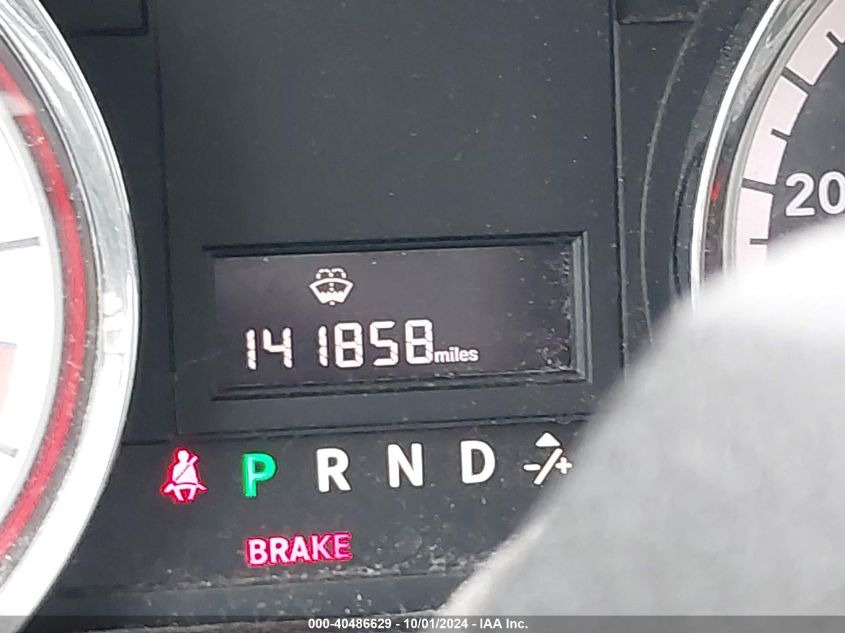 20
141858miles
P R N D -/+
BRAKE
000-40486629 - 10/01/2024 - IAA Inc.